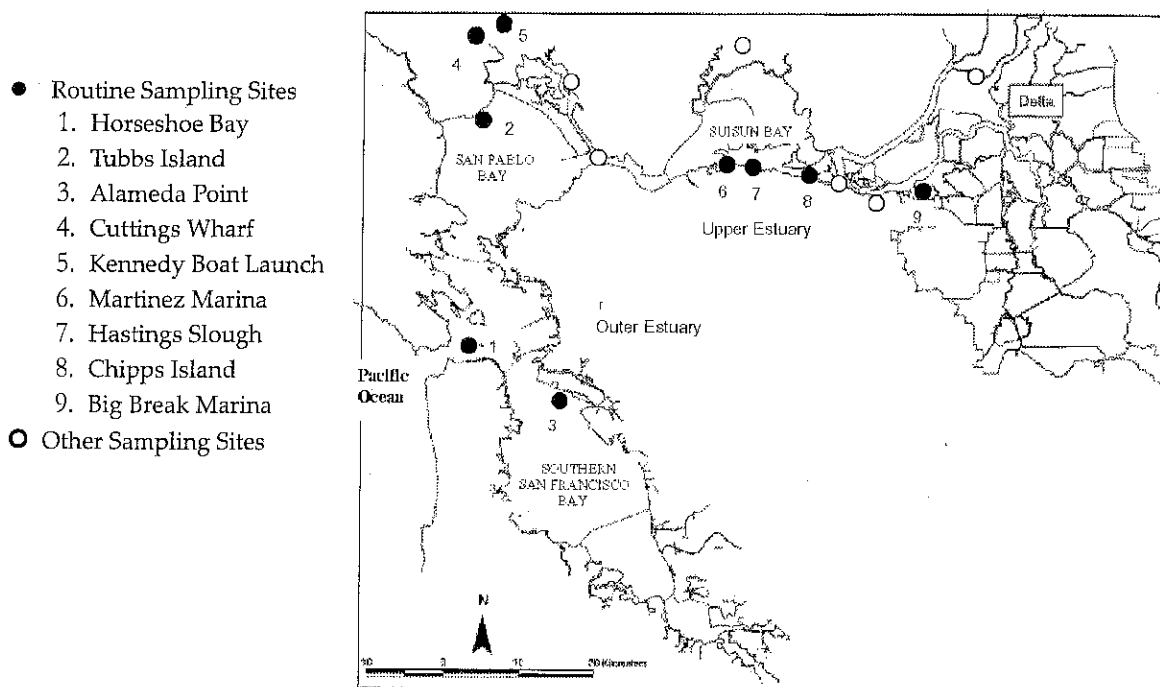 Routine Sampling Sites
1. Horseshoe Bay
2. Tubbs Island
3. Alameda Point
4. Cuttings Wharf
5. Kennedy Boat Launch
6. Martinez Marina
7. Hastings Slough
8. Chipps Island
9. Big Break Marina
Other Sampling Sites
5
4
2
SAN PABLO
BAY
SUISUN BAY
Delta
6
7
8
9
Upper Estuary
Outer Estuary
1
Pacific
Ocean
3
SOUTHERN
SAN FRANCISCO
BAY
N
10 0 10 20 Kilometers